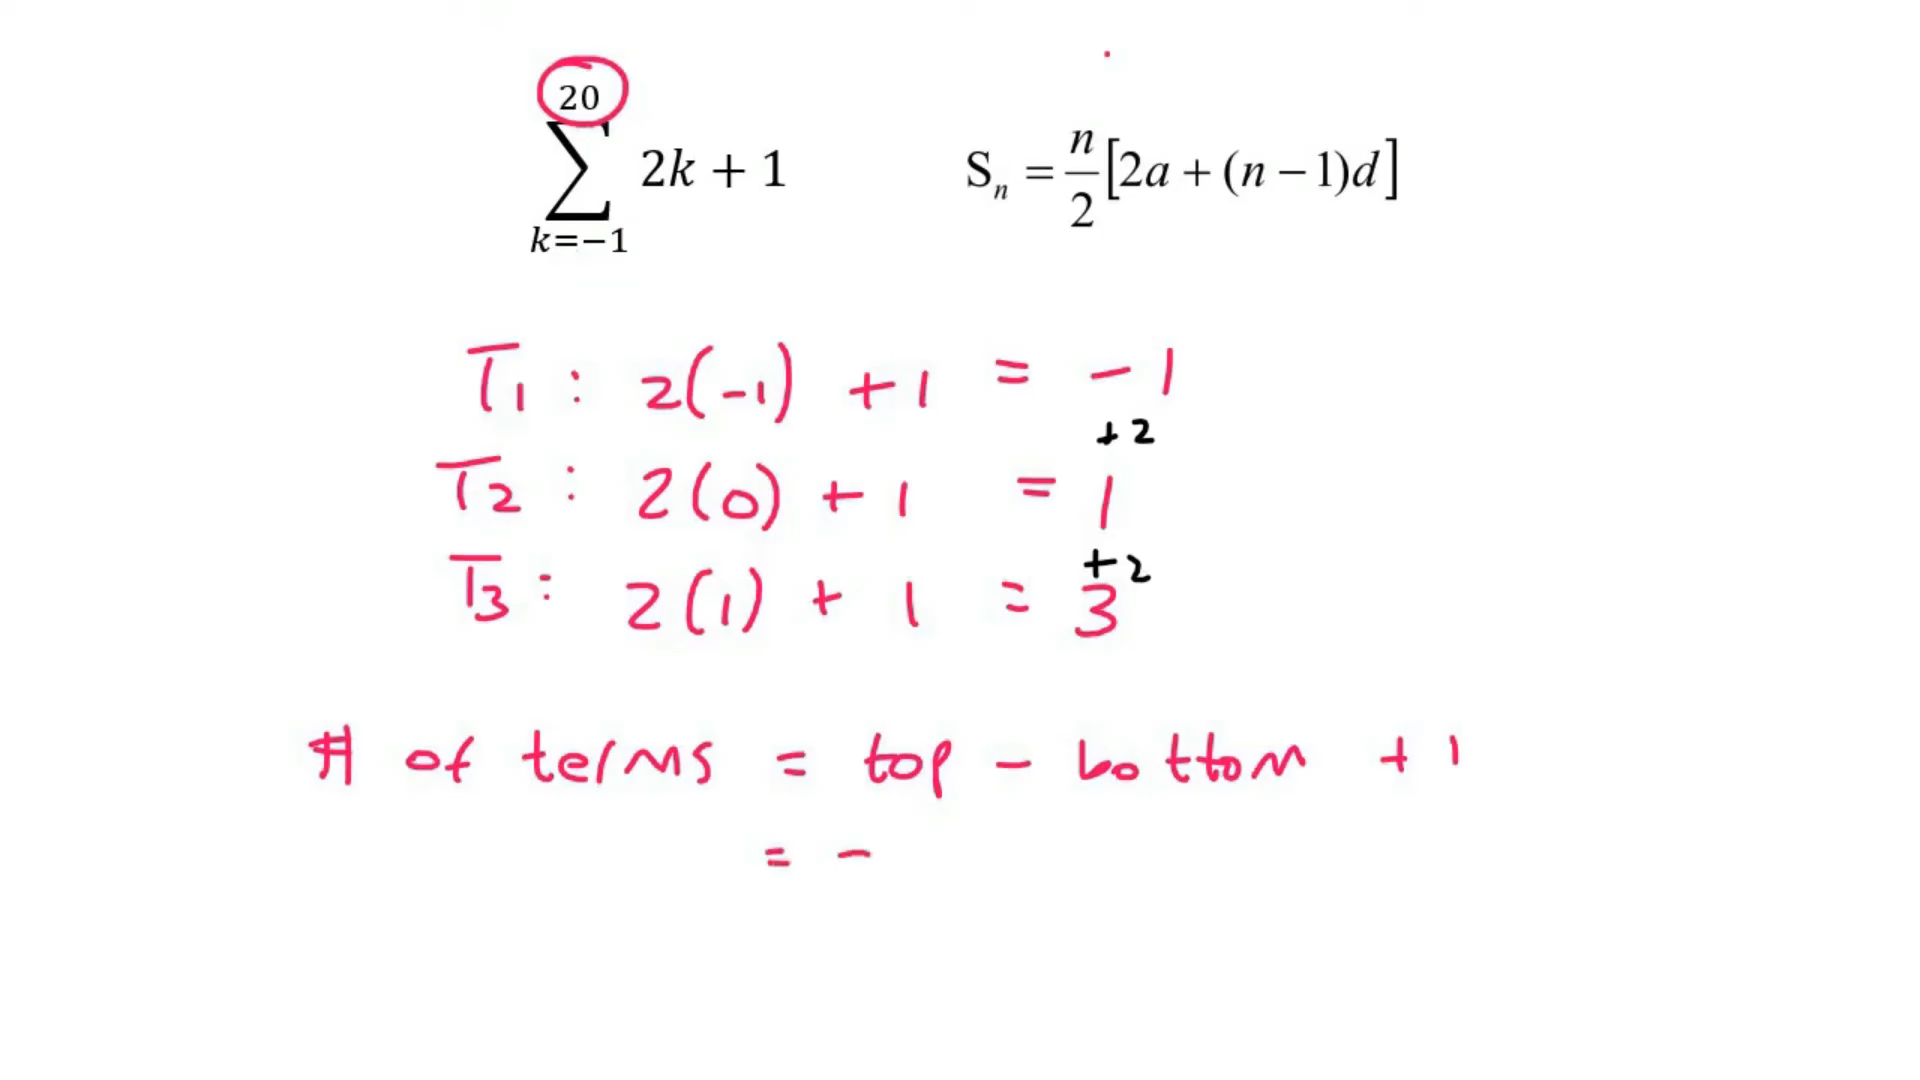 20
∑ 2k + 1
k=−1
Sₙ = n/2 [2a + (n − 1)d]
T1 : 2(-1) + 1 = -1
+2
T2 : 2(0) + 1 = 1
+2
T3 : 2(1) + 1 = 3
# of terms = top - bottom + 1
= -